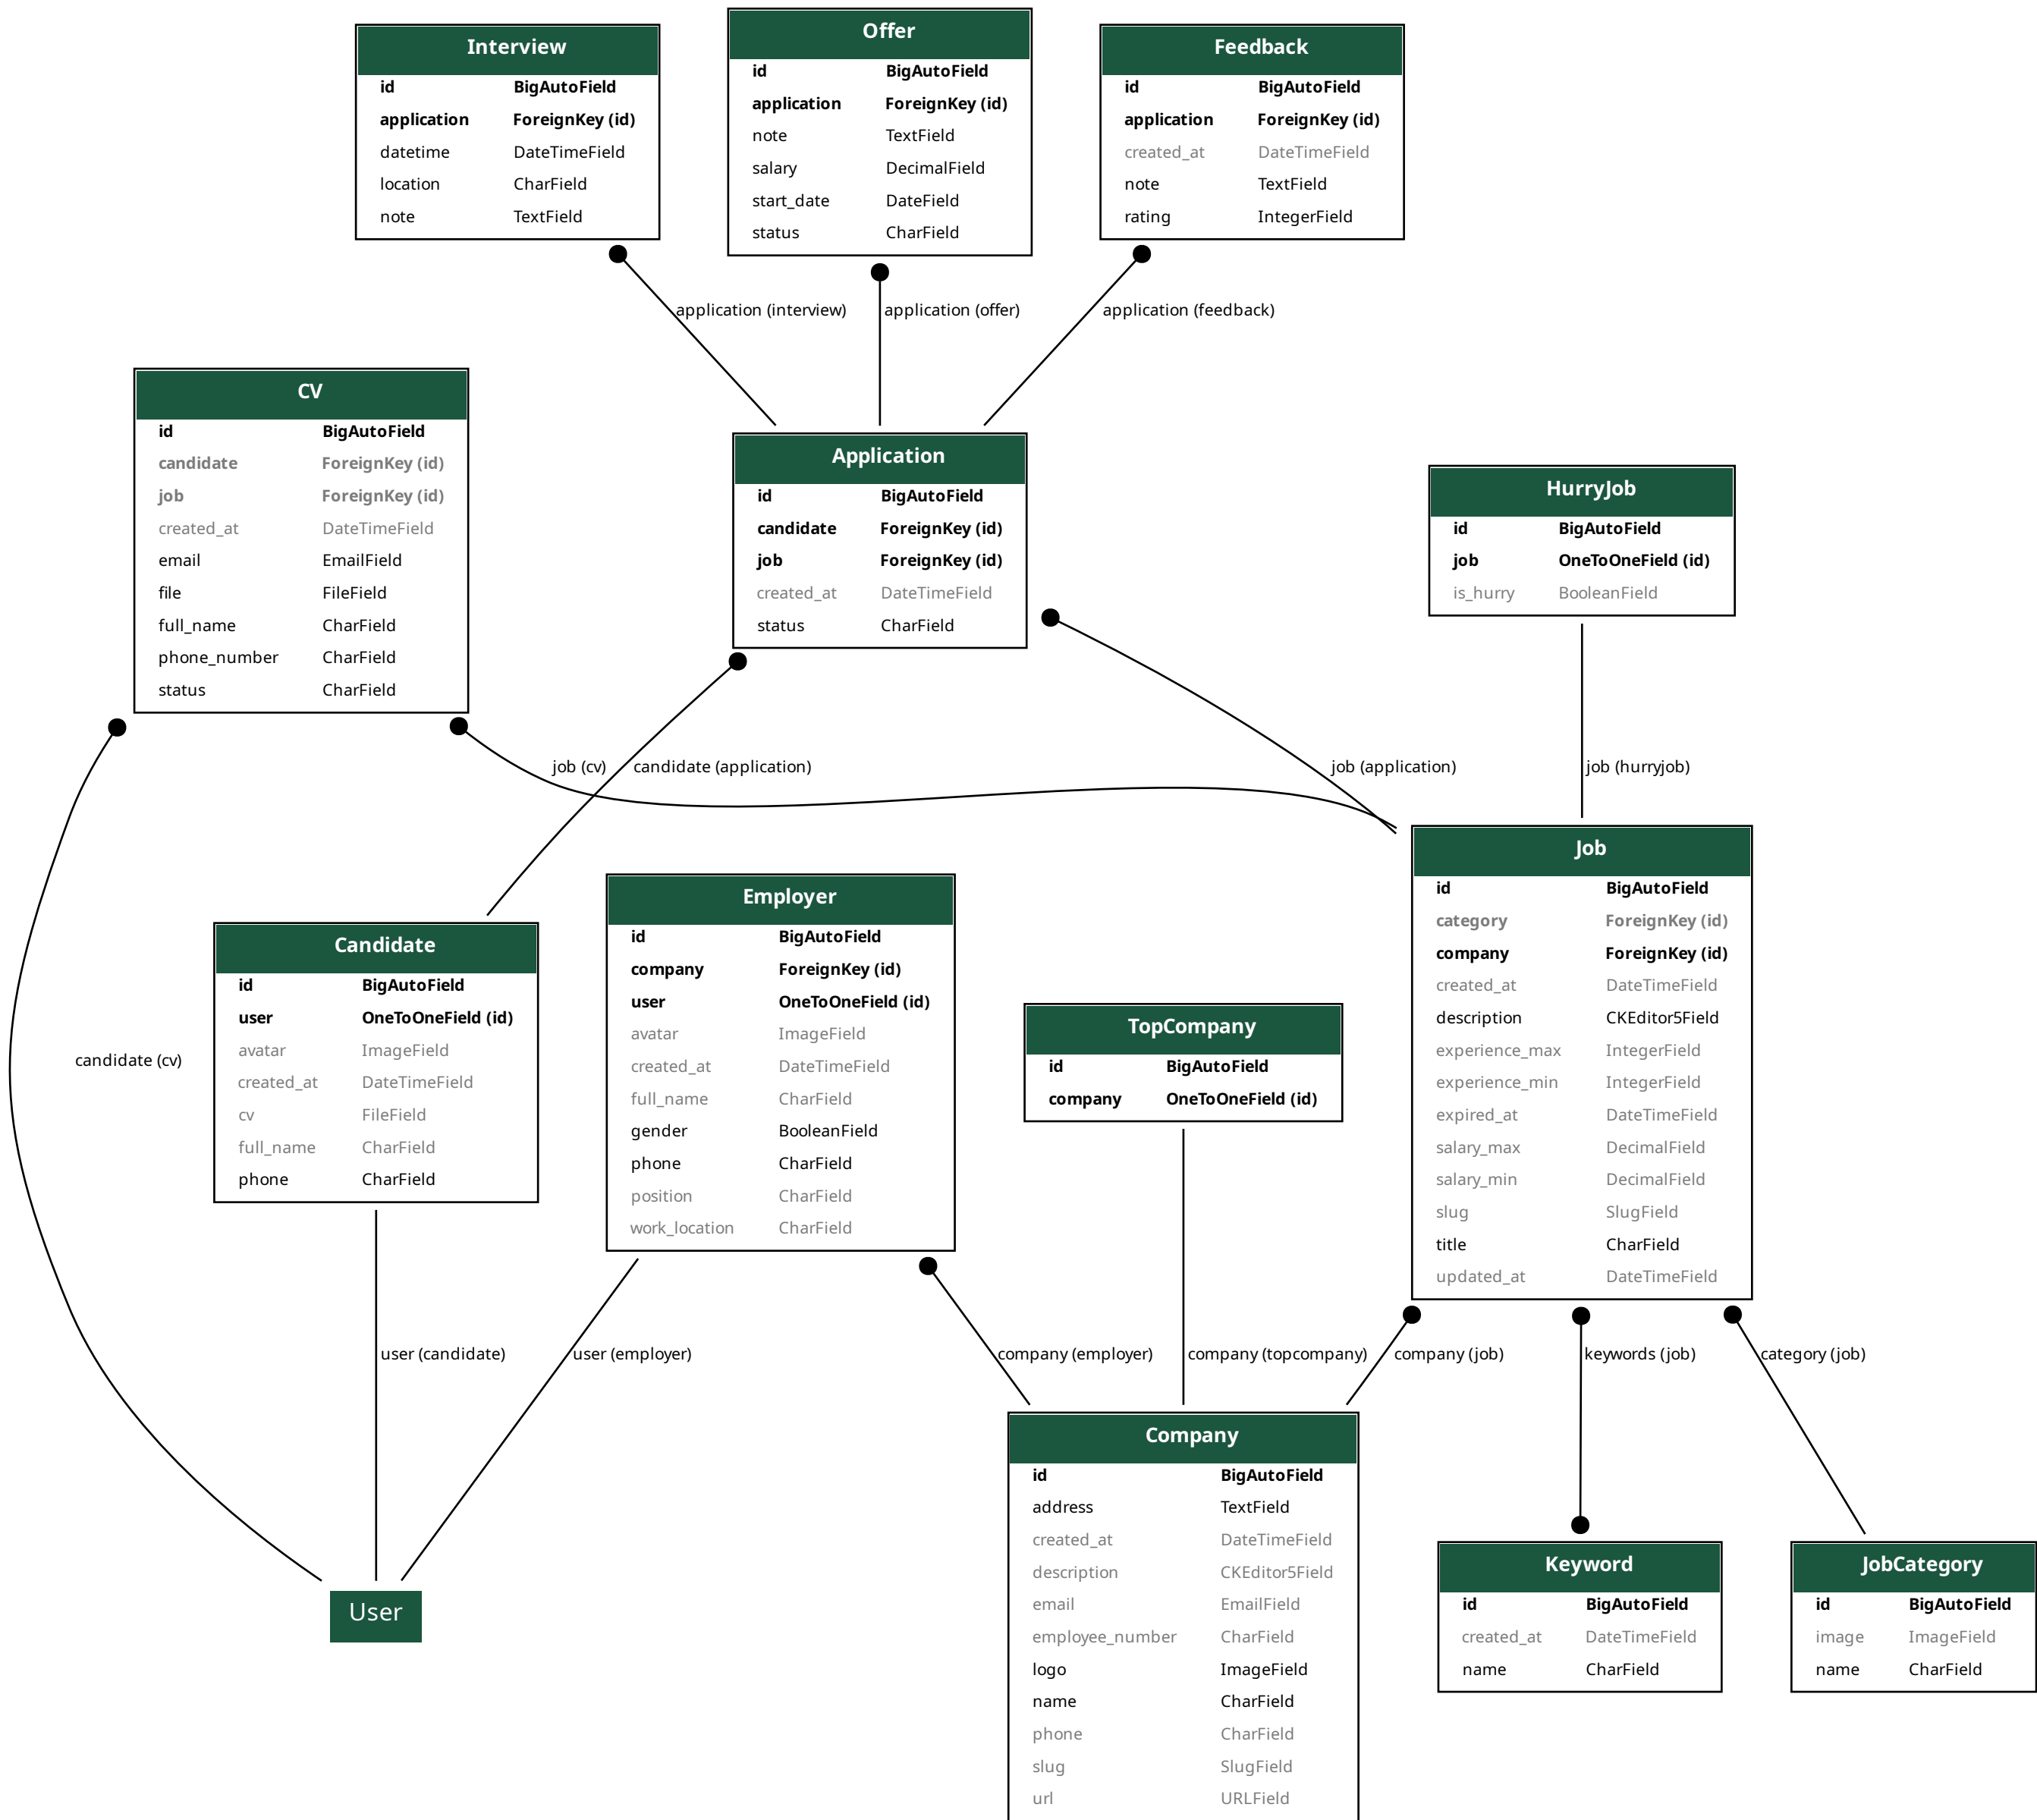 Interview
id BigAutoField
application ForeignKey (id)
datetime DateTimeField
location CharField
note TextField
Offer
id BigAutoField
application ForeignKey (id)
note TextField
salary DecimalField
start_date DateField
status CharField
Feedback
id BigAutoField
application ForeignKey (id)
created_at DateTimeField
note TextField
rating IntegerField
application (interview)
application (offer)
application (feedback)
CV
id BigAutoField
candidate ForeignKey (id)
job ForeignKey (id)
created_at DateTimeField
email EmailField
file FileField
full_name CharField
phone_number CharField
status CharField
Application
id BigAutoField
candidate ForeignKey (id)
job ForeignKey (id)
created_at DateTimeField
status CharField
HurryJob
id BigAutoField
job OneToOneField (id)
is_hurry BooleanField
job (cv)
candidate (application)
job (application)
job (hurryjob)
candidate (cv)
Candidate
id BigAutoField
user OneToOneField (id)
avatar ImageField
created_at DateTimeField
cv FileField
full_name CharField
phone CharField
Employer
id BigAutoField
company ForeignKey (id)
user OneToOneField (id)
avatar ImageField
created_at DateTimeField
full_name CharField
gender BooleanField
phone CharField
position CharField
work_location CharField
TopCompany
id BigAutoField
company OneToOneField (id)
Job
id BigAutoField
category ForeignKey (id)
company ForeignKey (id)
created_at DateTimeField
description CKEditor5Field
experience_max IntegerField
experience_min IntegerField
expired_at DateTimeField
salary_max DecimalField
salary_min DecimalField
slug SlugField
title CharField
updated_at DateTimeField
user (candidate)
user (employer)
company (employer)
company (topcompany)
company (job)
keywords (job)
category (job)
User
Company
id BigAutoField
address TextField
created_at DateTimeField
description CKEditor5Field
email EmailField
employee_number CharField
logo ImageField
name CharField
phone CharField
slug SlugField
url URLField
Keyword
id BigAutoField
created_at DateTimeField
name CharField
JobCategory
id BigAutoField
image ImageField
name CharField